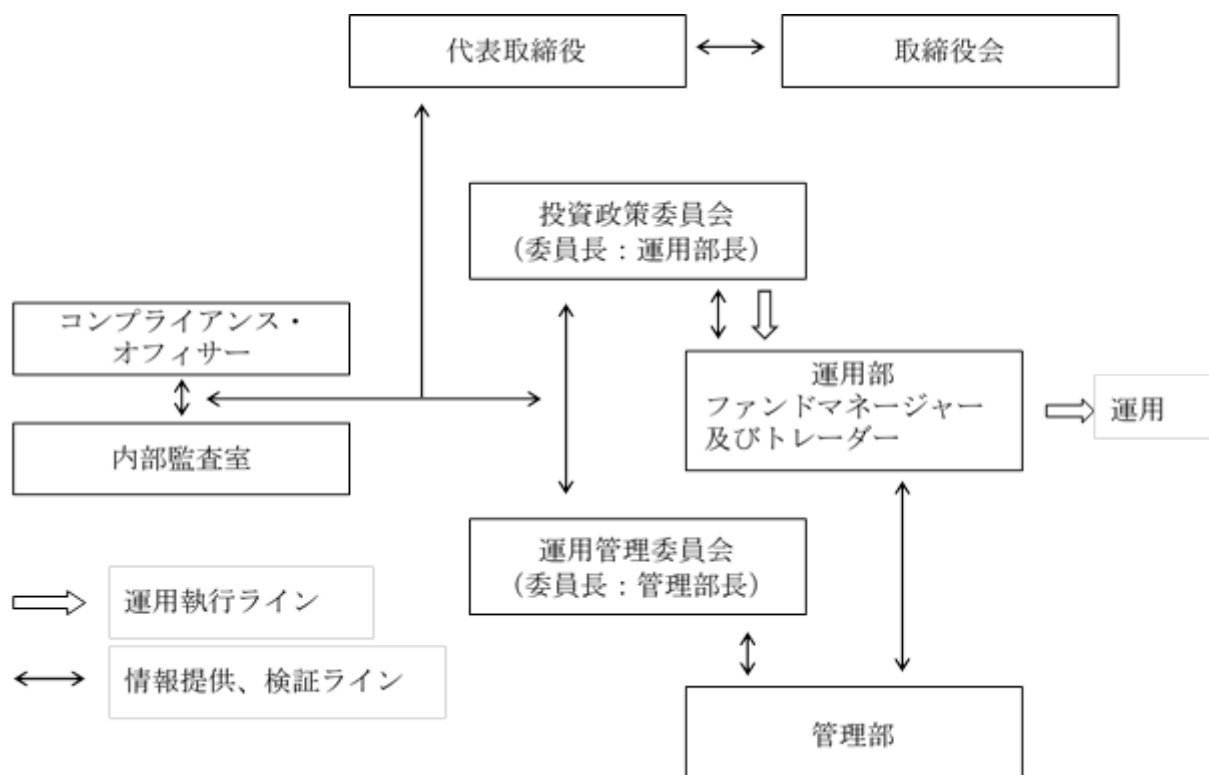 代表取締役
取締役会
投資政策委員会
（委員長：運用部長）
コンプライアンス・
オフィサー
内部監査室
運用部
ファンドマネージャー
及びトレーダー
運用
運用管理委員会
（委員長：管理部長）
運用執行ライン
情報提供、検証ライン
管理部